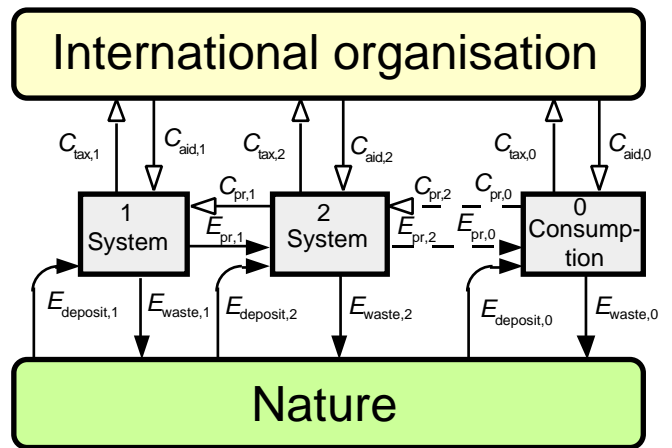 International organisation
C_tax,1
C_aid,1
C_tax,2
C_aid,2
C_tax,0
C_aid,0
C_pr,1
C_pr,2
C_pr,0
1
System
2
System
0
Consump-
tion
E_pr,1
E_pr,2
E_pr,0
E_deposit,1
E_waste,1
E_deposit,2
E_waste,2
E_deposit,0
E_waste,0
Nature